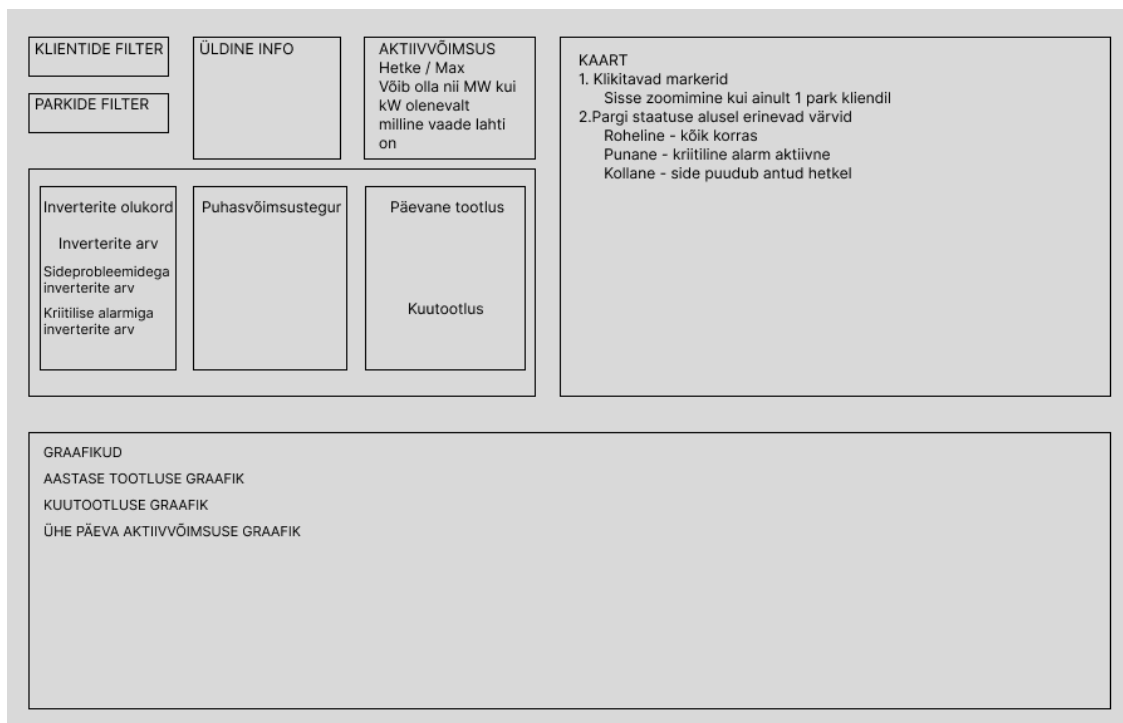 KLIENTIDE FILTER
PARKIDE FILTER
ÜLDINE INFO
AKTIIVVÕIMSUS
Hetke / Max
Võib olla nii MW kui
kW olenevalt
milline vaade lahti
on
KAART
1. Klikitavad markerid
Sisse zoomimine kui ainult 1 park kliendil
2.Pargi staatuse alusel erinevad värvid
Roheline - kõik korras
Punane - kriitiline alarm aktiivne
Kollane - side puudub antud hetkel
Inverterite olukord
Inverterite arv
Sideprobleemidega
inverterite arv
Kriitilise alarmiga
inverterite arv
Puhasvõimsustegur
Päevane tootlus
Kuutootlus
GRAAFIKUD
AASTASE TOOTLUSE GRAAFIK
KUUTOOTLUSE GRAAFIK
ÜHE PÄEVA AKTIIVVÕIMSUSE GRAAFIK